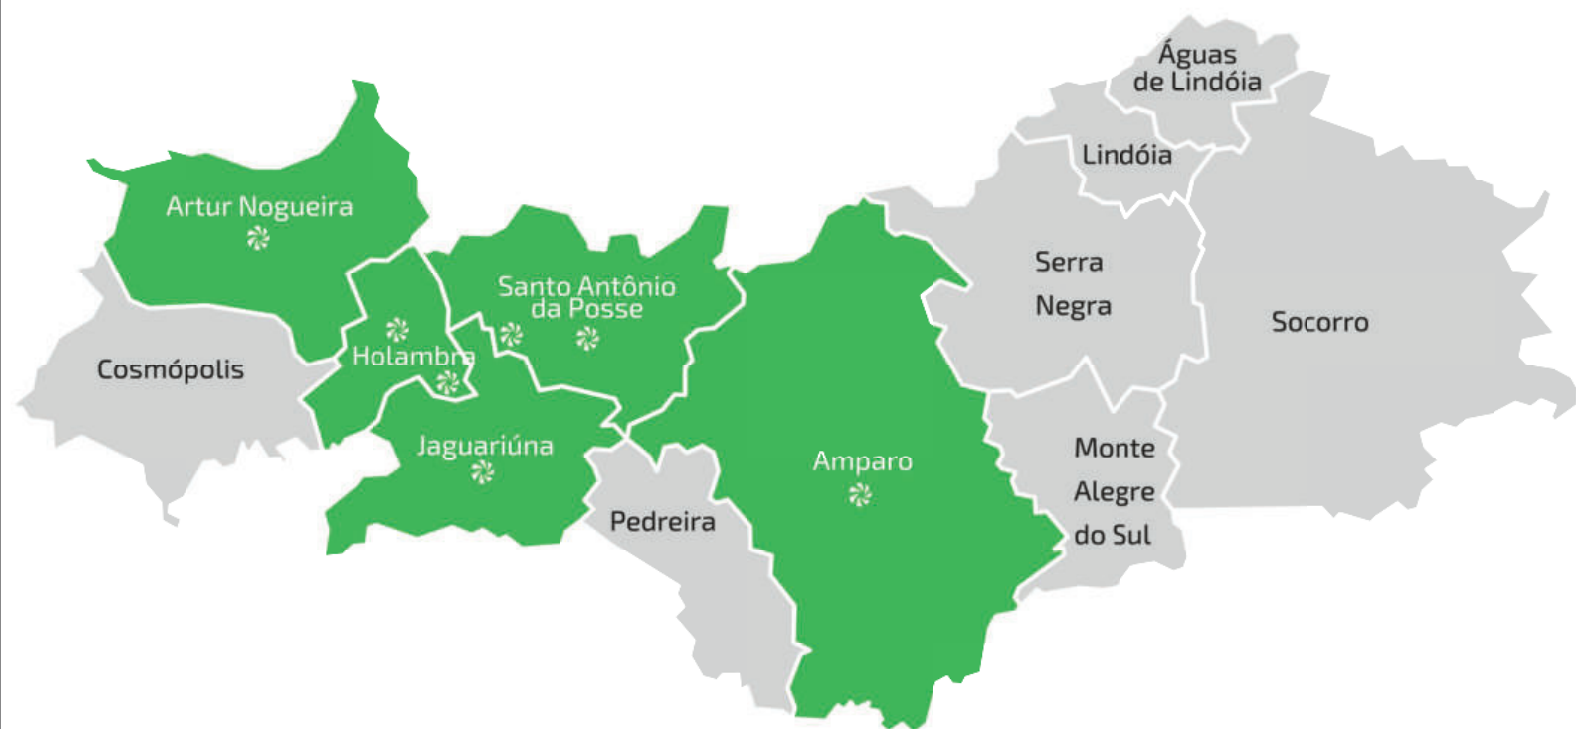 Águas
de Lindóia
Lindóia
Artur Nogueira
Serra
Negra
Santo Antônio
da Posse
Socorro
Holambra
Cosmópolis
Jaguariúna
Amparo
Monte
Alegre
do Sul
Pedreira